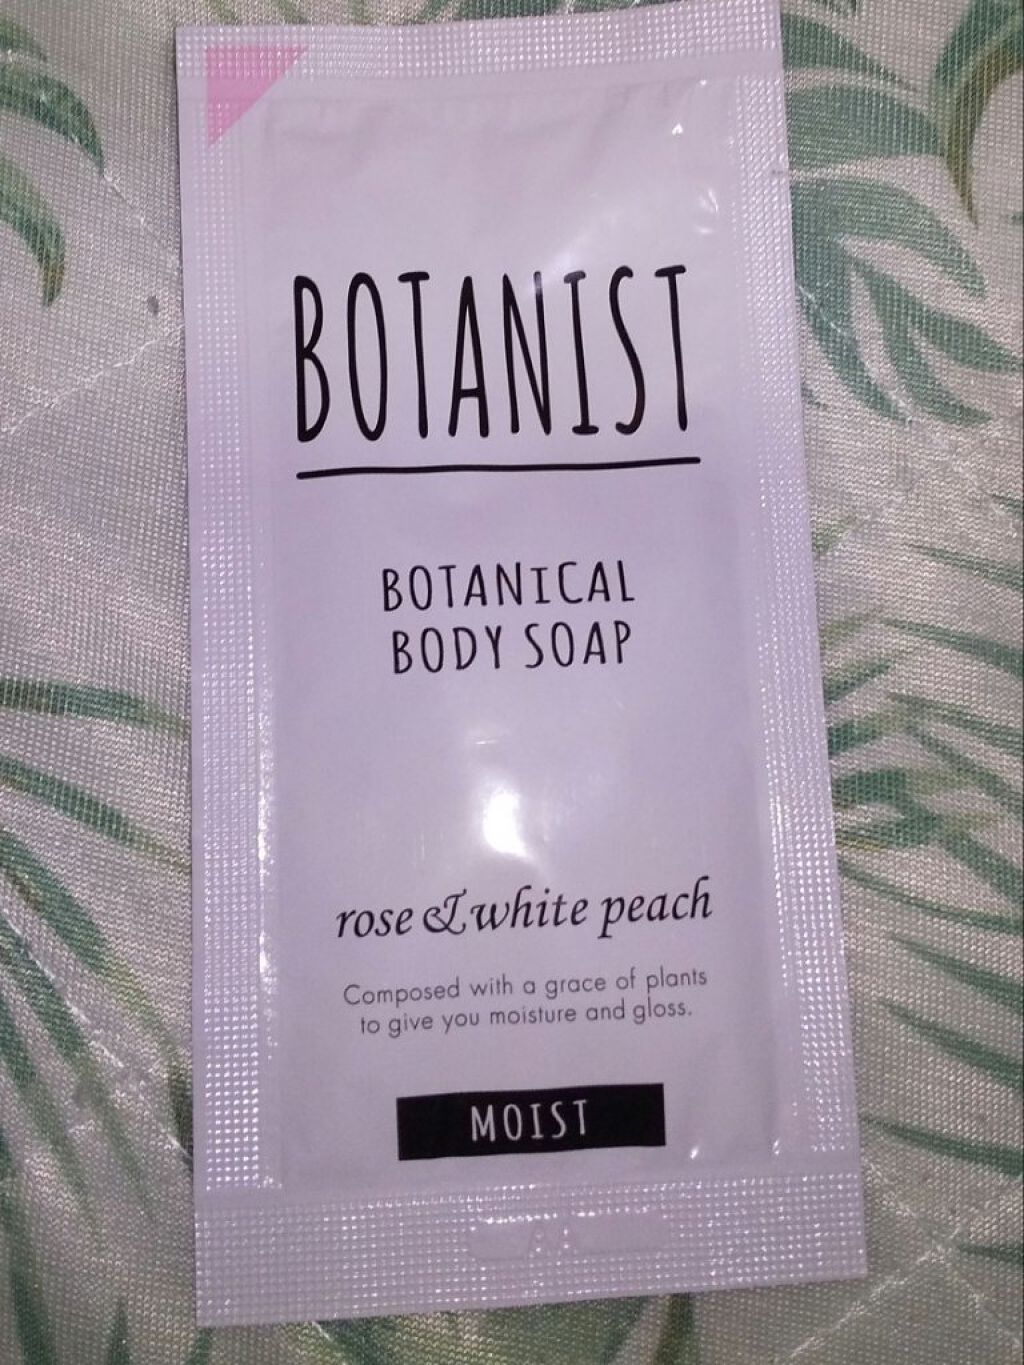 BOTANIST
BOTANICAL
BODY SOAP
rose & white peach
Composed with a grace of plants
to give you moisture and gloss.
MOIST